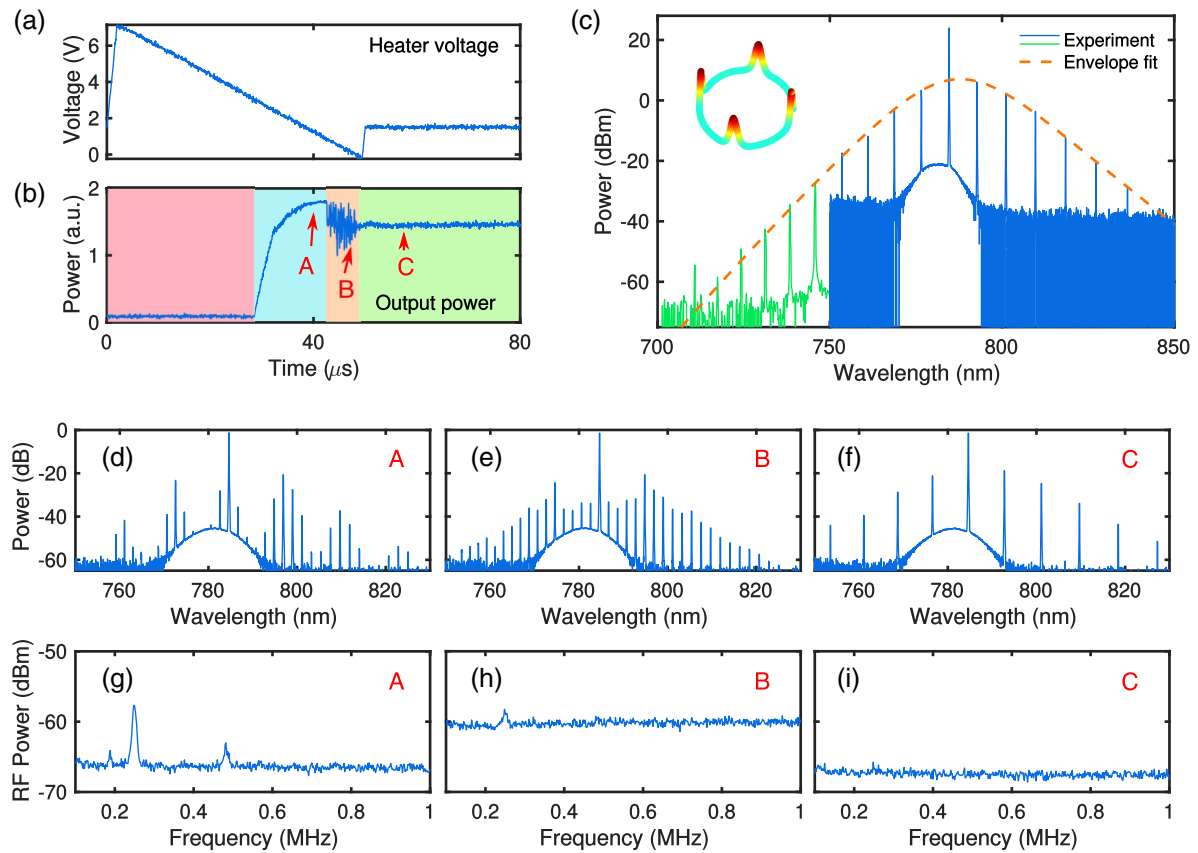 (a)
Heater voltage
Voltage (V)
6
4
2
0
0
40
80
(b)
Power (a.u.)
2
1
0
A
B
C
Output power
0
40
80
Time (μs)
(c)
Experiment
Envelope fit
Power (dBm)
20
0
-20
-40
-60
700
750
800
850
Wavelength (nm)
(d)
A
Power (dB)
0
-20
-40
-60
760
780
800
820
Wavelength (nm)
(e)
B
760
780
800
820
Wavelength (nm)
(f)
C
760
780
800
820
Wavelength (nm)
(g)
A
RF Power (dBm)
-50
-60
-70
0.2
0.4
0.6
0.8
1
Frequency (MHz)
(h)
B
0.2
0.4
0.6
0.8
1
Frequency (MHz)
(i)
C
0.2
0.4
0.6
0.8
1
Frequency (MHz)